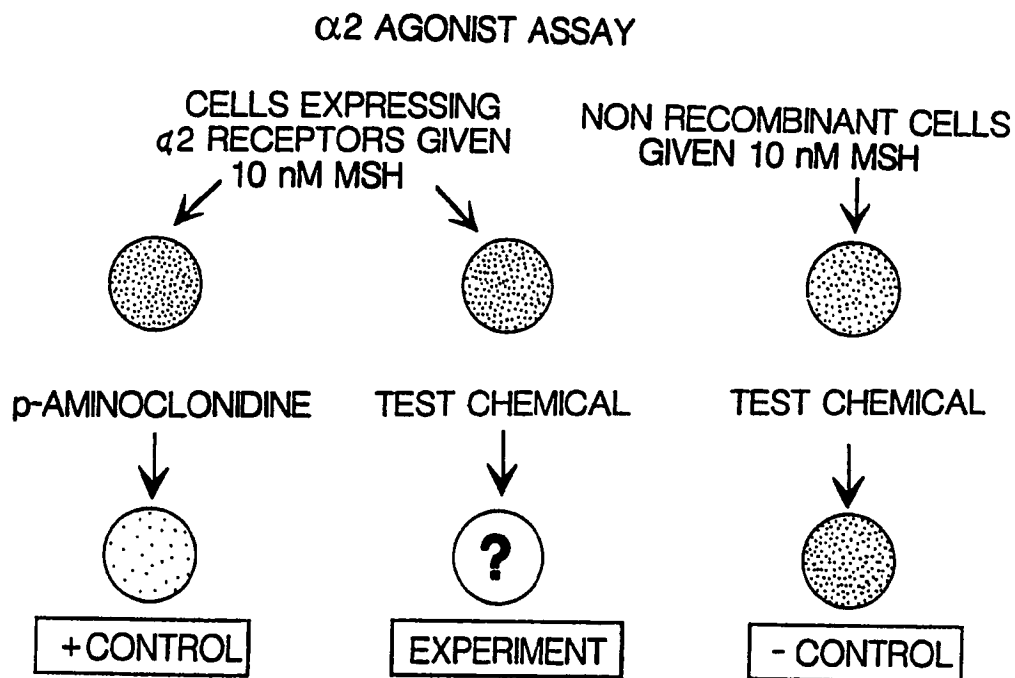 α2 AGONIST ASSAY
CELLS EXPRESSING
α2 RECEPTORS GIVEN
10 nM MSH
NON RECOMBINANT CELLS
GIVEN 10 nM MSH
p-AMINOCLONIDINE
TEST CHEMICAL
TEST CHEMICAL
?
+CONTROL
EXPERIMENT
- CONTROL